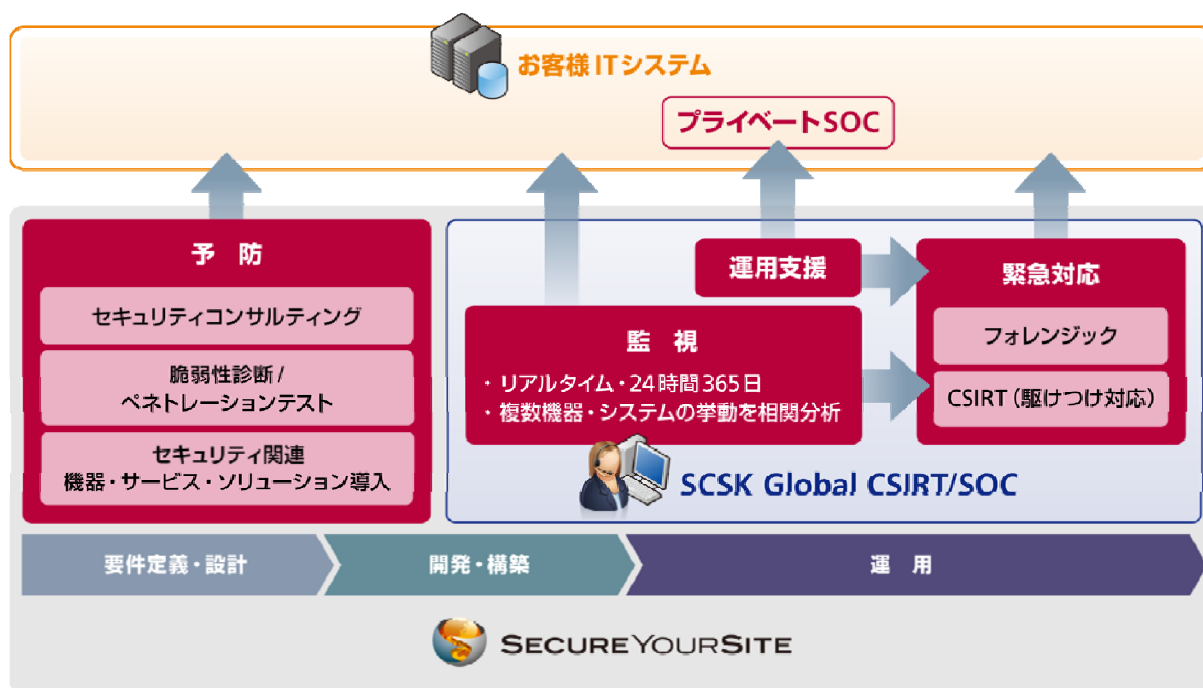 お客様ITシステム
プライベートSOC
予 防
セキュリティコンサルティング
脆弱性診断/
ペネトレーションテスト
セキュリティ関連
機器・サービス・ソリューション導入
運用支援
監 視
・リアルタイム・24時間365日
・複数機器・システムの挙動を相関分析
緊急対応
フォレンジック
CSIRT(駆けつけ対応)
SCSK Global CSIRT/SOC
要件定義・設計
開発・構築
運 用
SECUREYOURSITE